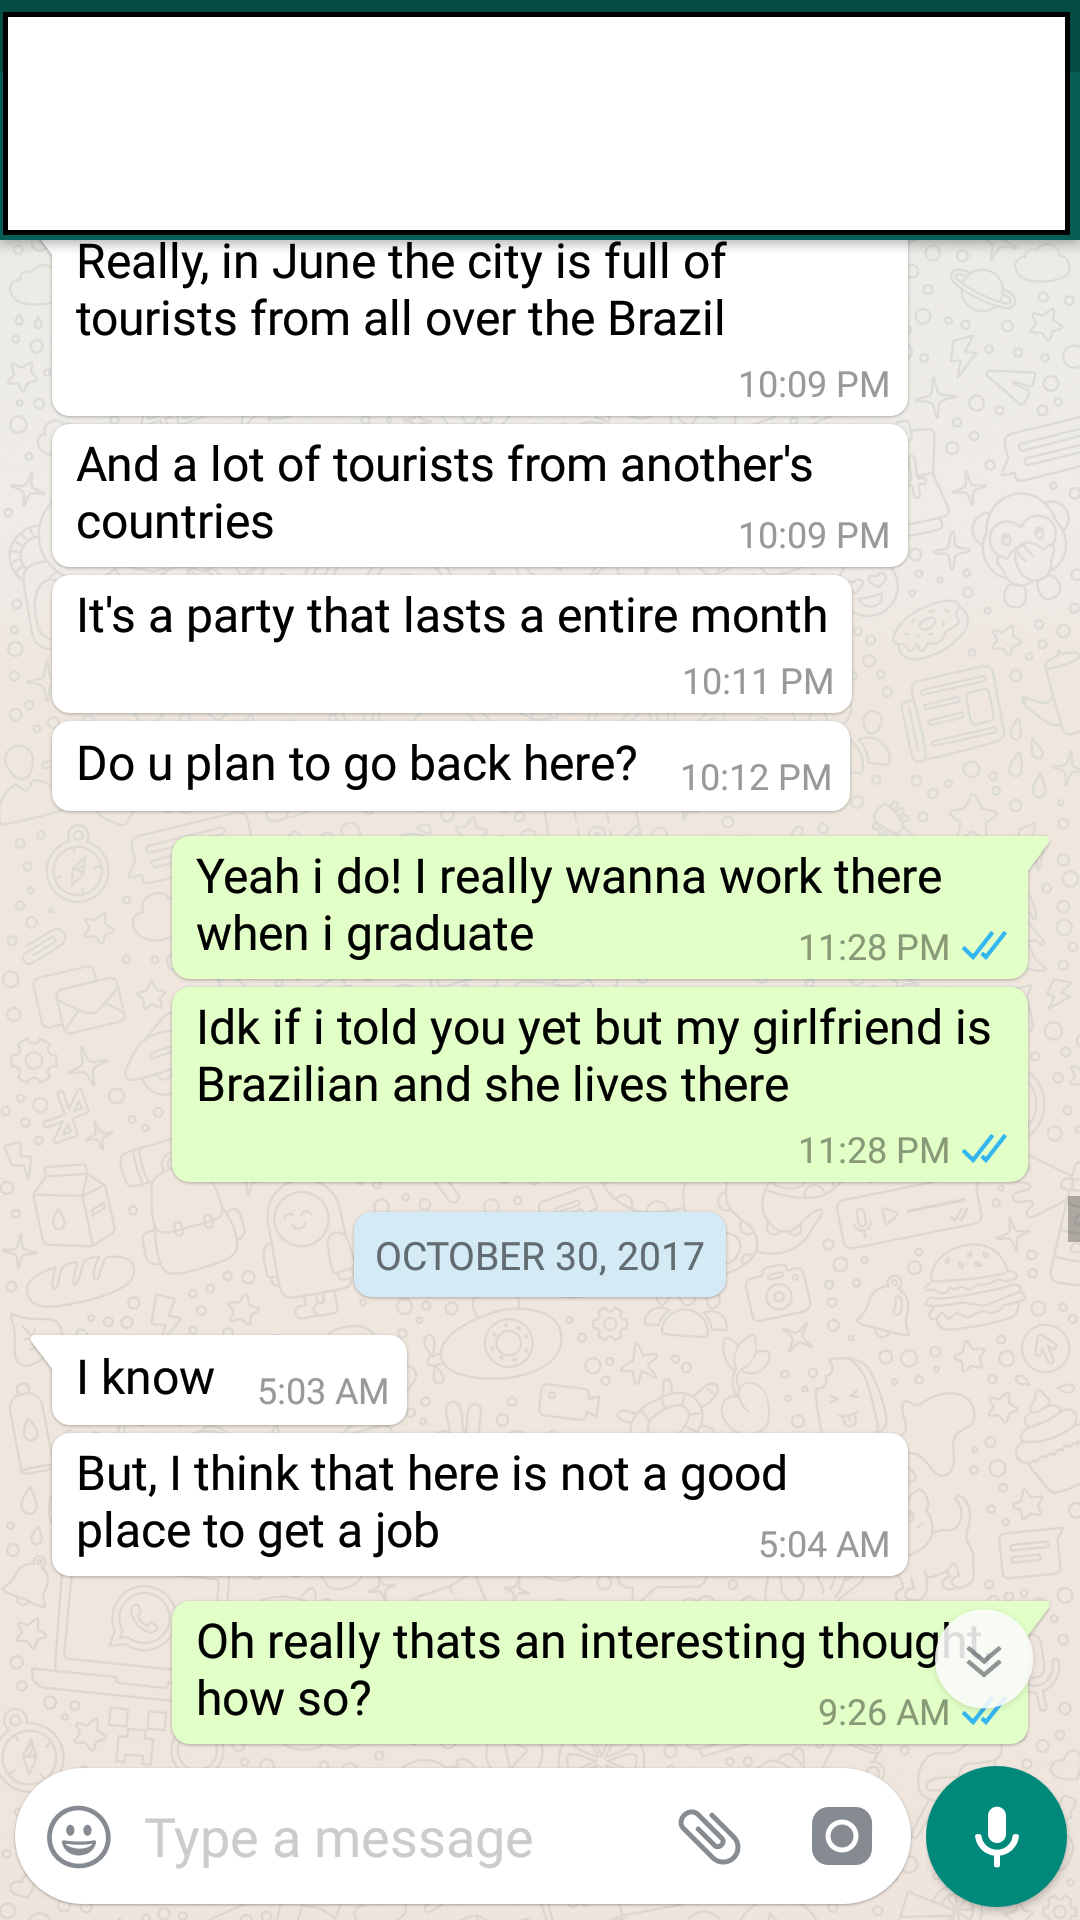 Really, in June the city is full of
tourists from all over the Brazil
10:09 PM
And a lot of tourists from another's
countries
10:09 PM
It's a party that lasts a entire month
10:11 PM
Do u plan to go back here?
10:12 PM
Yeah i do! I really wanna work there
when i graduate
11:28 PM
Idk if i told you yet but my girlfriend is
Brazilian and she lives there
11:28 PM
OCTOBER 30, 2017
I know
5:03 AM
But, I think that here is not a good
place to get a job
5:04 AM
Oh really thats an interesting thought
how so?
9:26 AM
Type a message